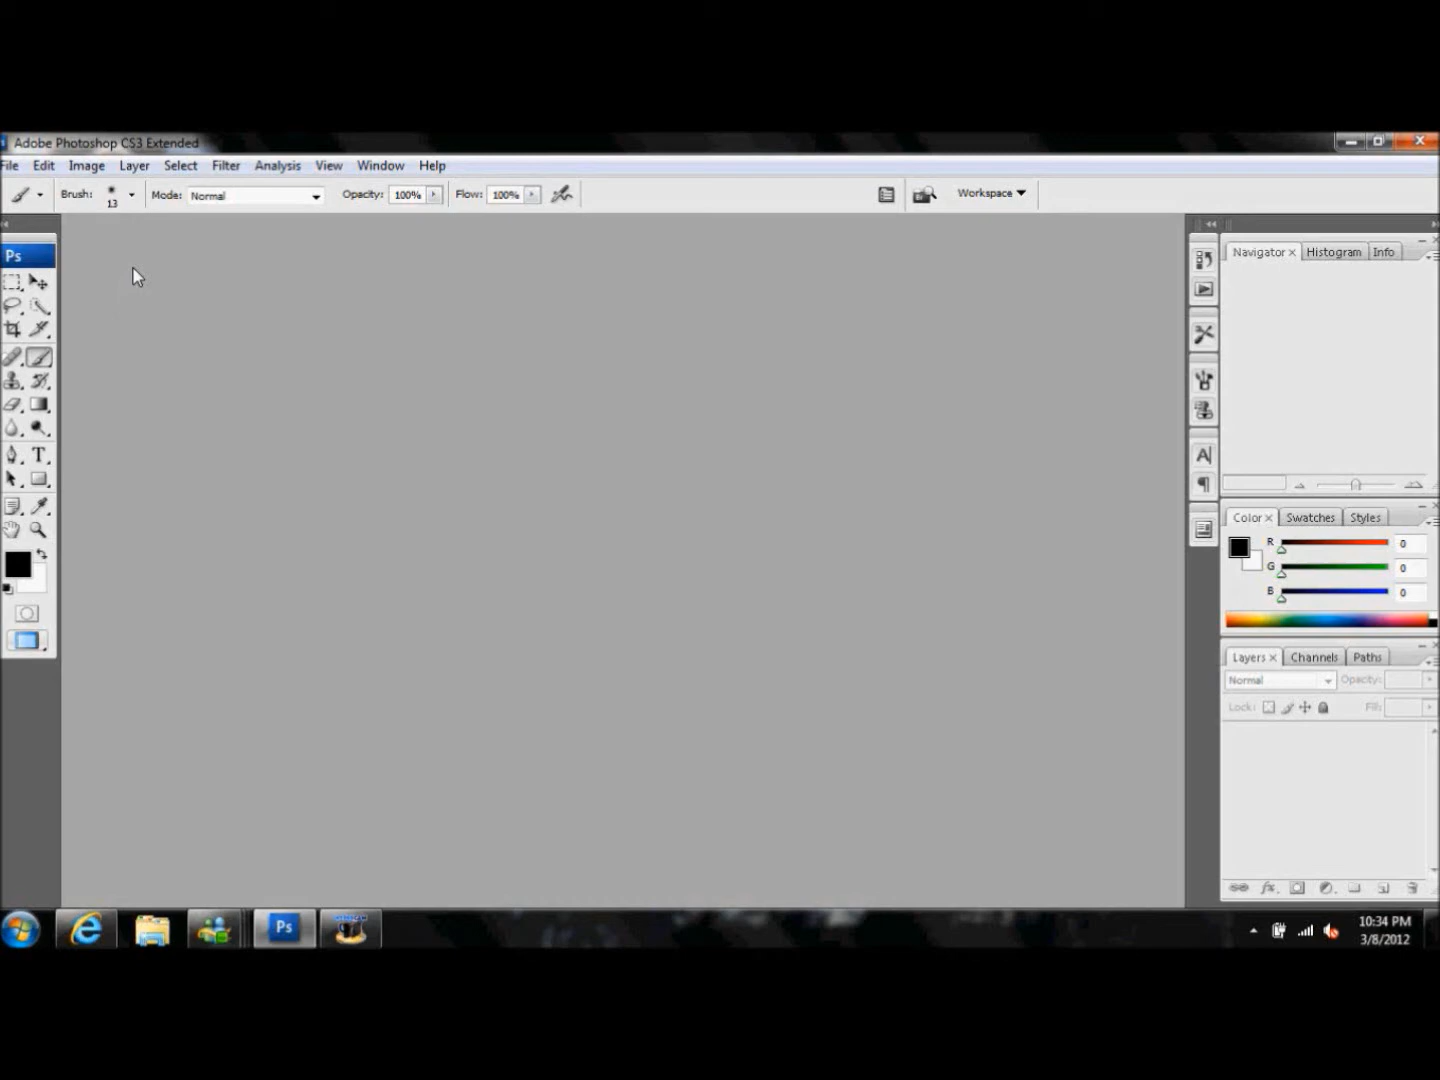 Adobe Photoshop CS3 Extended
File Edit Image Layer Select Filter Analysis View Window Help
Brush: 13 Mode: Normal Opacity: 100% Flow: 100% Workspace
Ps
Navigator Histogram Info
T
A
Color Swatches Styles
R 0
G 0
B 0
Layers Channels Paths
Normal Opacity:
Lock: Fill:
fx
Ps
10:34 PM
3/8/2012